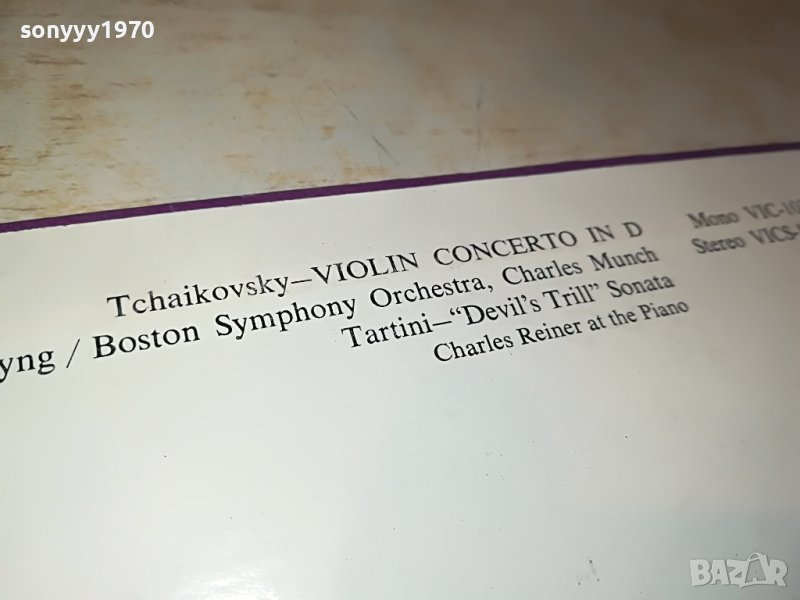 sonyyy1970
Tchaikovsky—VIOLIN CONCERTO IN D
yng / Boston Symphony Orchestra, Charles Munch
Tartini—“Devil’s Trill” Sonata
Charles Reiner at the Piano
Mono VIC-10
Stereo VICS-
BAZAR